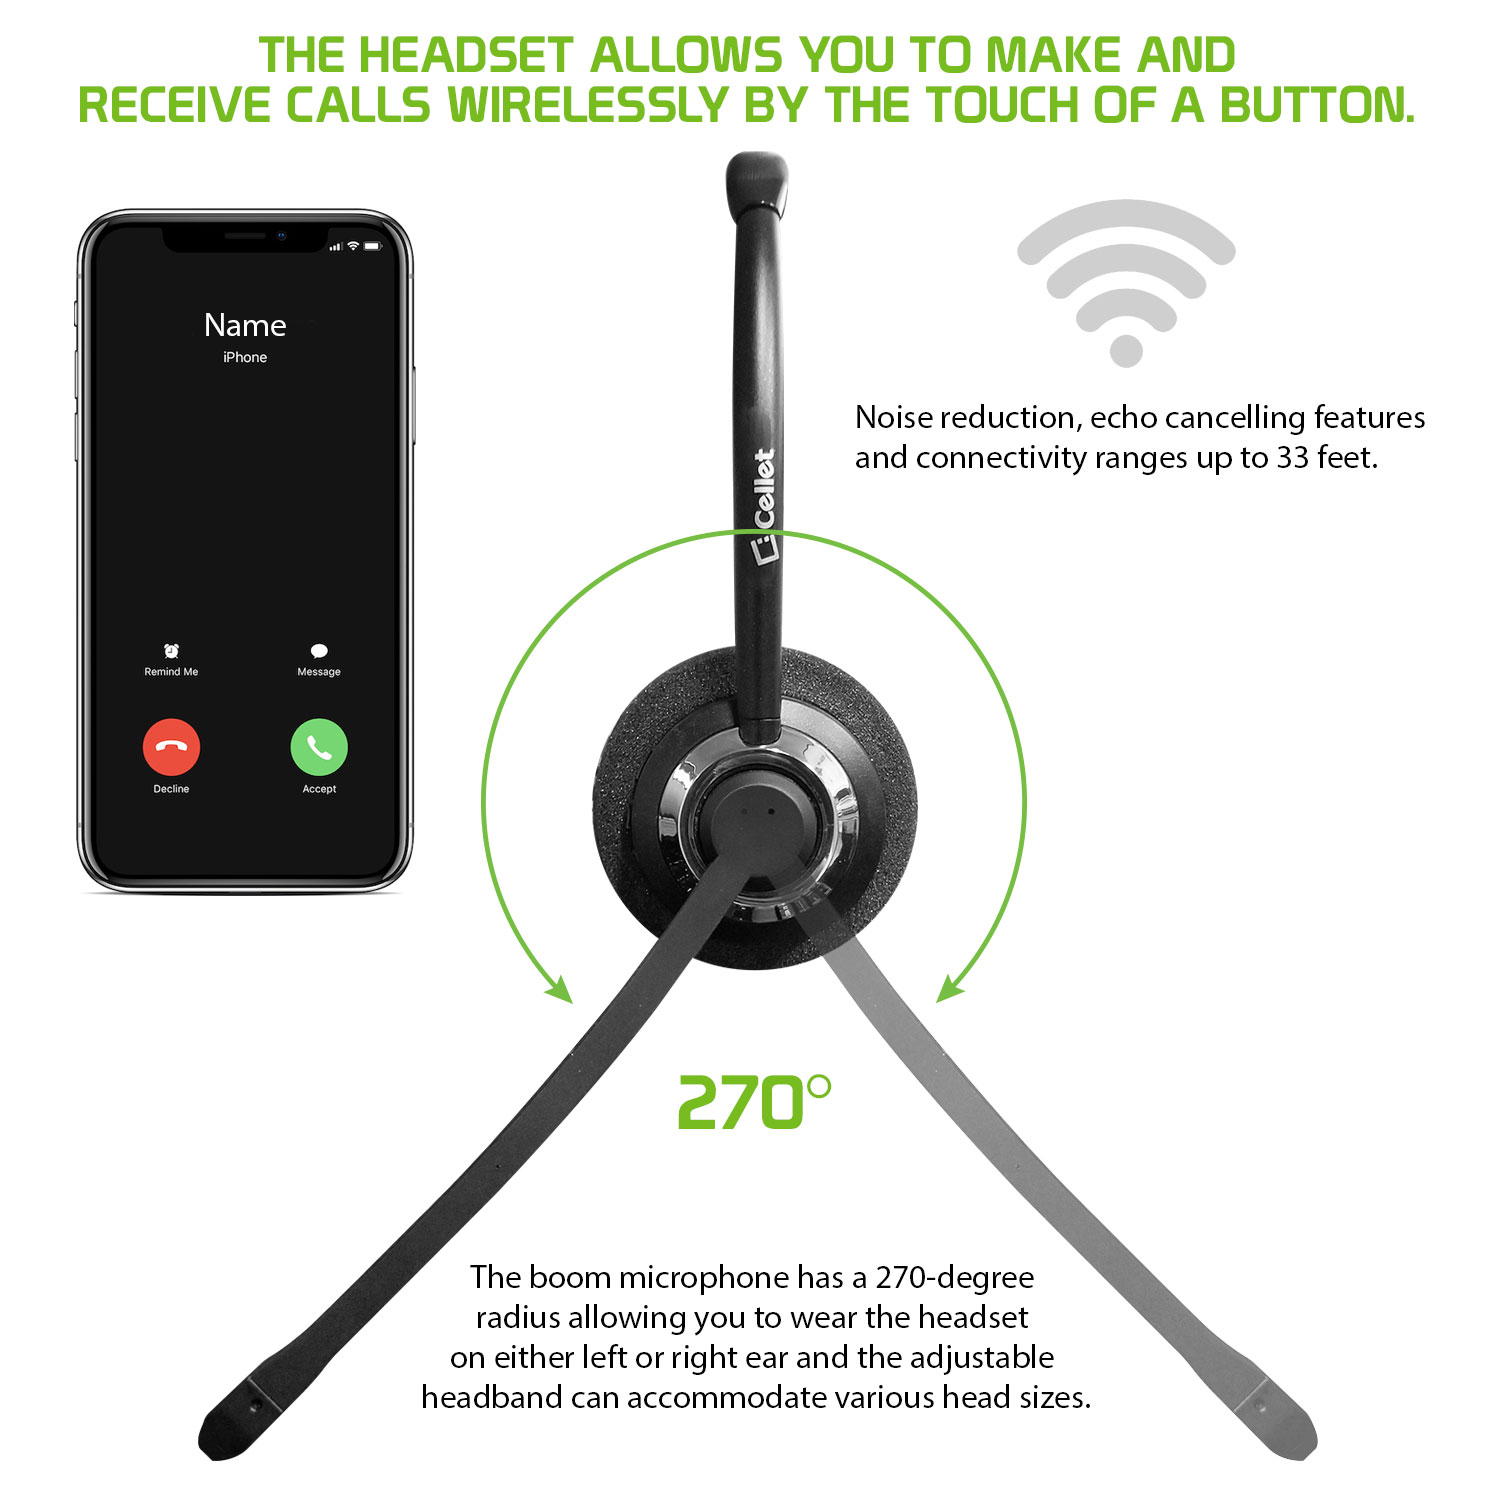 THE HEADSET ALLOWS YOU TO MAKE AND
RECEIVE CALLS WIRELESSLY BY THE TOUCH OF A BUTTON.
Name
iPhone
Remind Me
Message
Decline
Accept
Cellet
Noise reduction, echo cancelling features
and connectivity ranges up to 33 feet.
270°
The boom microphone has a 270-degree
radius allowing you to wear the headset
on either left or right ear and the adjustable
headband can accommodate various head sizes.